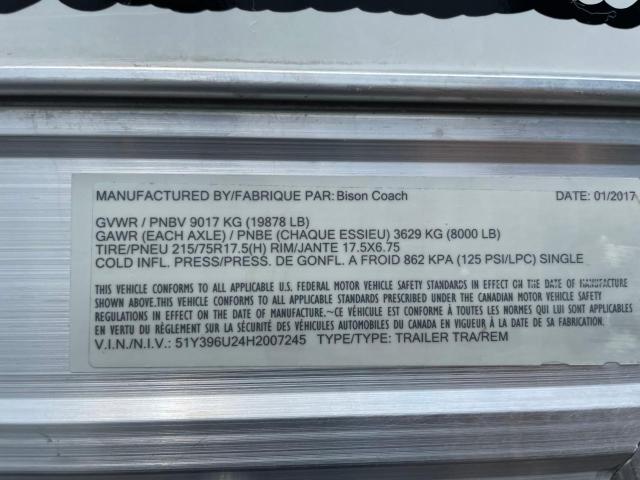 MANUFACTURED BY/FABRIQUE PAR: Bison Coach DATE: 01/2017
GVWR / PNBV 9017 KG (19878 LB)
GAWR (EACH AXLE) / PNBE (CHAQUE ESSIEU) 3629 KG (8000 LB)
TIRE/PNEU 215/75R17.5(H) RIM/JANTE 17.5X6.75
COLD INFL. PRESS/PRESS. DE GONFL. A FROID 862 KPA (125 PSI/LPC) SINGLE
THIS VEHICLE CONFORMS TO ALL APPLICABLE U.S. FEDERAL MOTOR VEHICLE SAFETY STANDARDS IN EFFECT ON THE DATE OF MANUFACTURE
SHOWN ABOVE.~THIS VEHICLE CONFORMS TO ALL APPLICABLE STANDARDS PRESCRIBED UNDER THE CANADIAN MOTOR VEHICLE SAFETY
REGULATIONS IN EFFECT ON THE DATE OF MANUFACTURE.~CE VÉHICULE EST CONFORME À TOUTES LES NORMES QUI LUI SONT APPLICABLES
EN VERTU DU RÈGLEMENT SUR LA SÉCURITÉ DES VÉHICULES AUTOMOBILES DU CANADA EN VIGUEUR À LA DATE DE SA FABRICATION.
V.I.N./N.I.V.: 51Y396U24H2007245 TYPE/TYPE: TRAILER TRA/REM